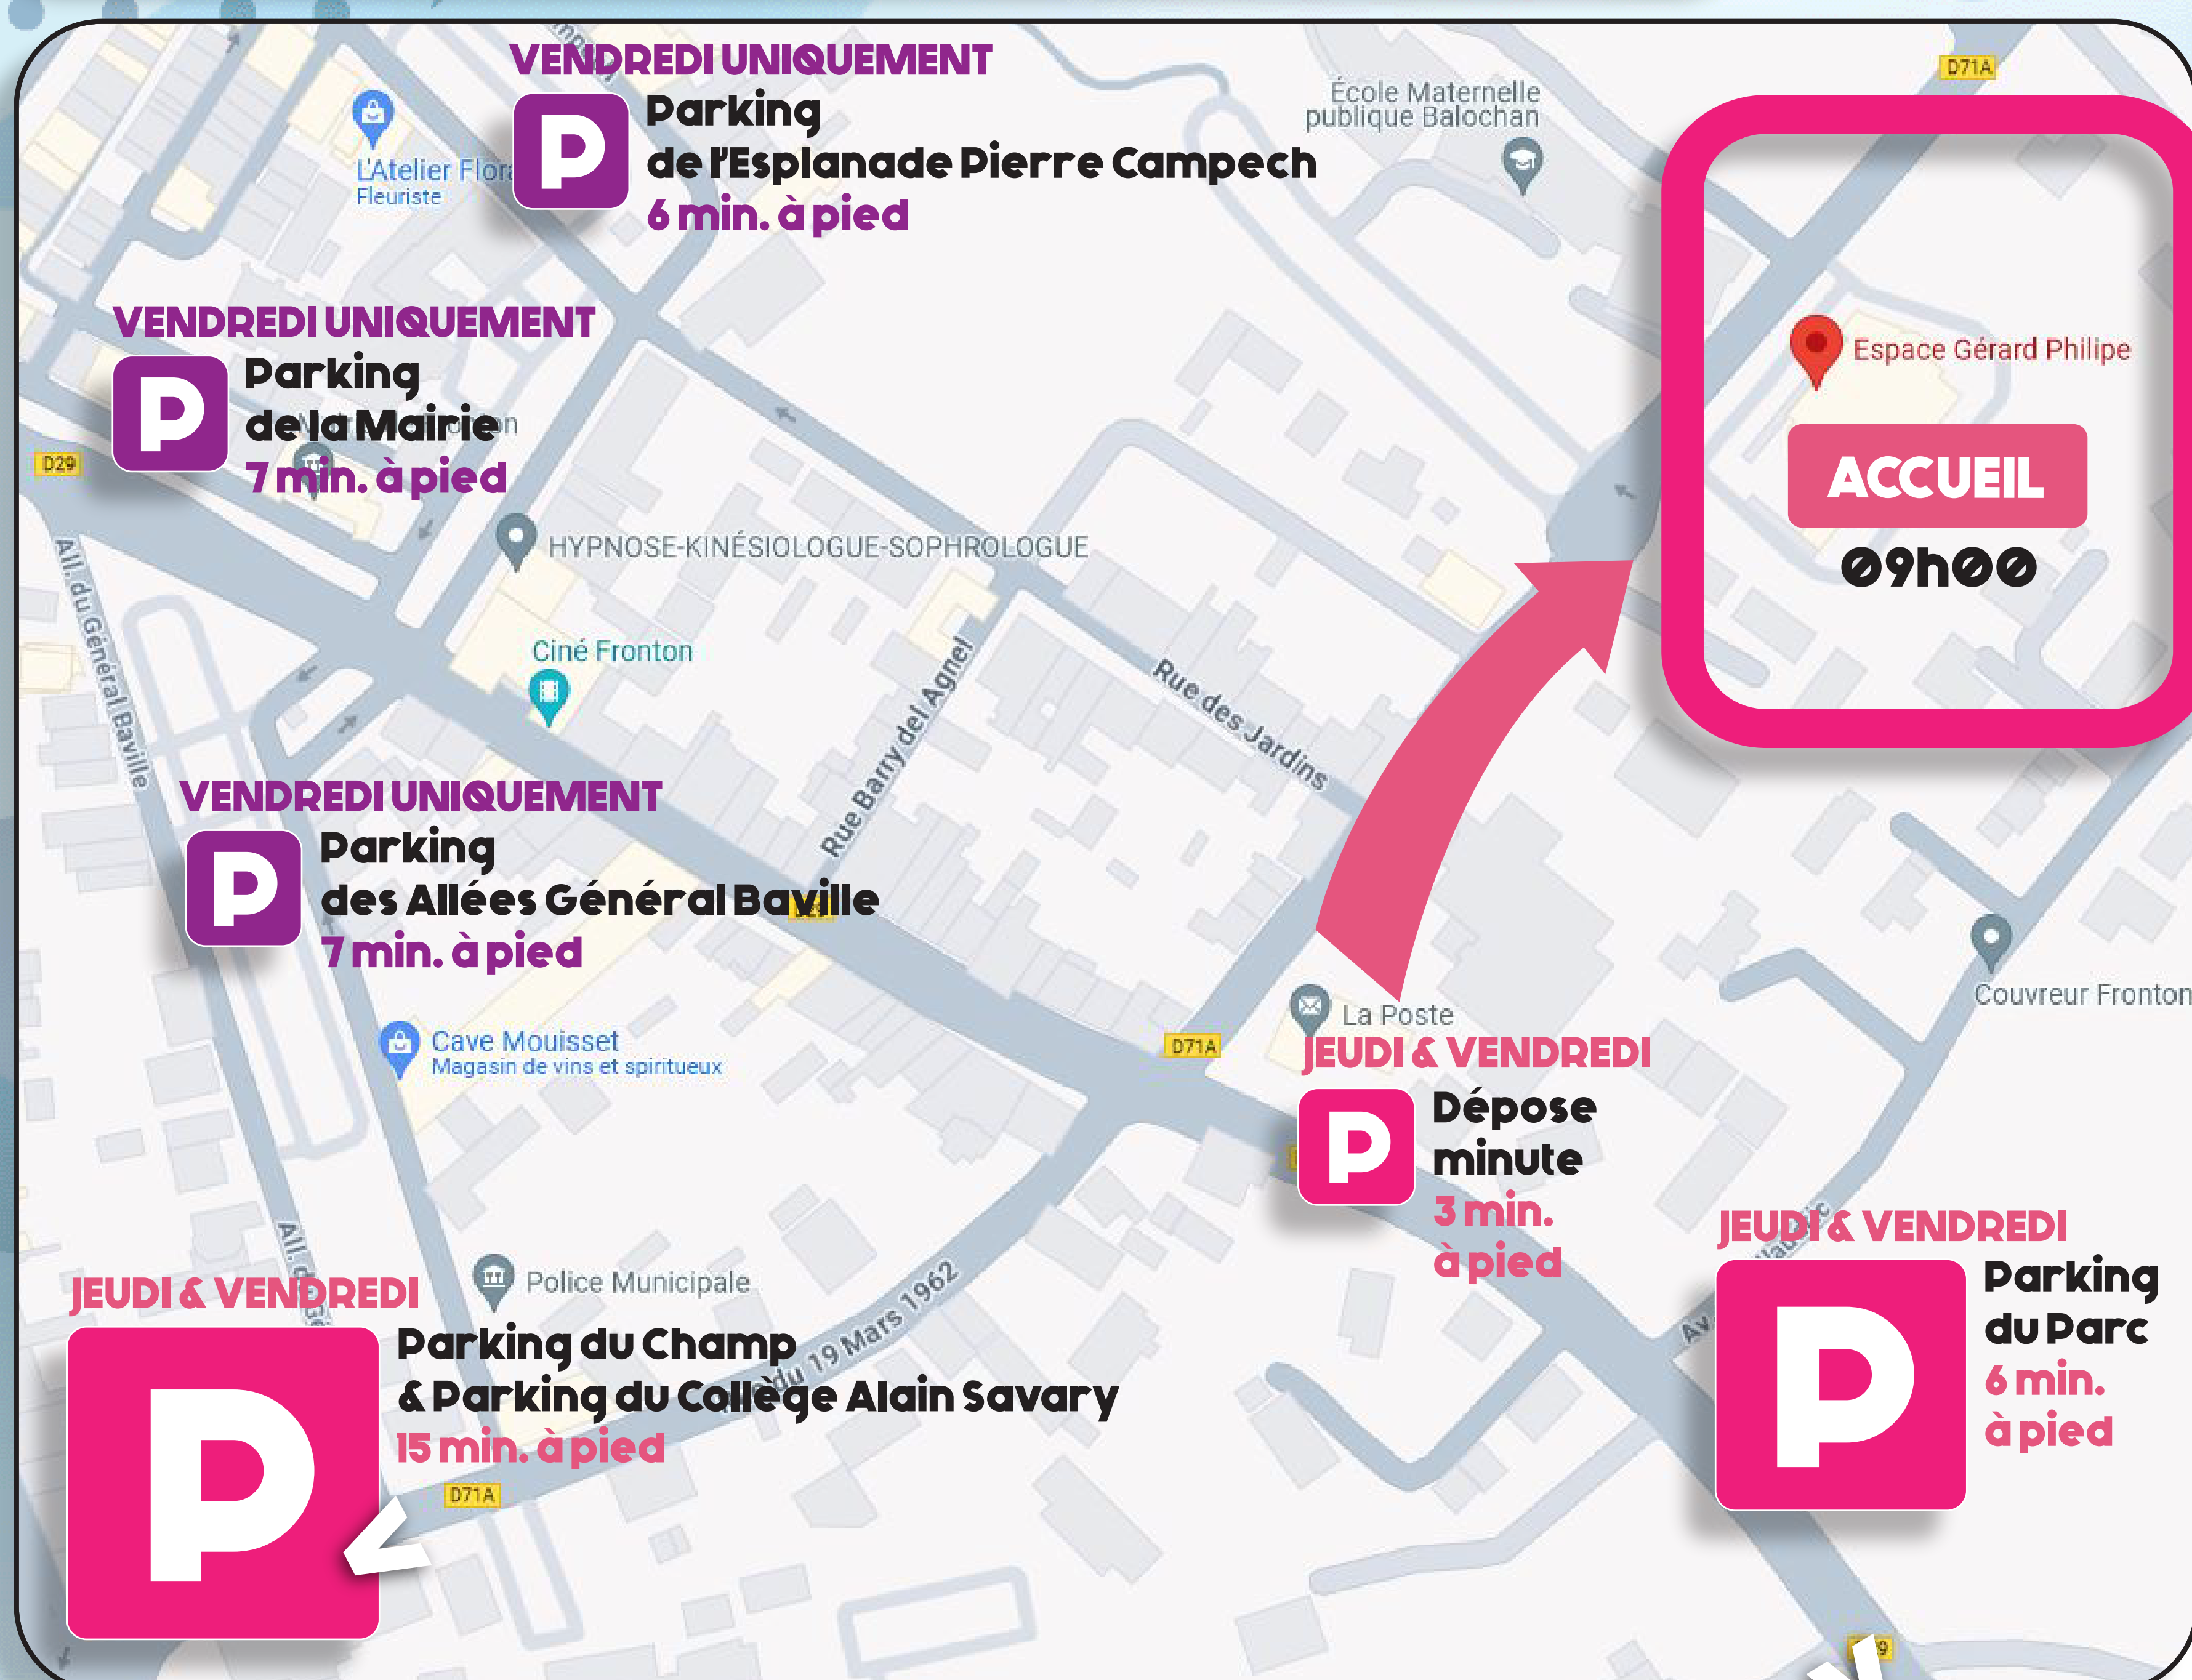 VENDREDI UNIQUEMENT
P
Parking
de l'Esplanade Pierre Campech
6 min. à pied
École Maternelle
publique Balochan
D71A
L'Atelier
Fleuriste
VENDREDI UNIQUEMENT
P
Parking
de la Mairie
7 min. à pied
D29
Espace Gérard Philipe
ACCUEIL
09h00
HYPNOSE-KINÉSIOLOGUE-SOPHROLOGUE
All. du Général Baville
Ciné Fronton
Rue Barry del Agnel
Rue des Jardins
VENDREDI UNIQUEMENT
P
Parking
des Allées Général Baville
7 min. à pied
Couvreur Fronton
Cave Mouisset
Magasin de vins et spiritueux
D71A
La Poste
JEUDI & VENDREDI
P
Dépose
minute
3 min.
à pied
JEUDI & VENDREDI
P
Parking
du Parc
6 min.
à pied
Av
All.
Police Municipale
du 19 Mars 1962
JEUDI & VENDREDI
P
Parking du Champ
& Parking du Collège Alain Savary
15 min. à pied
D71A